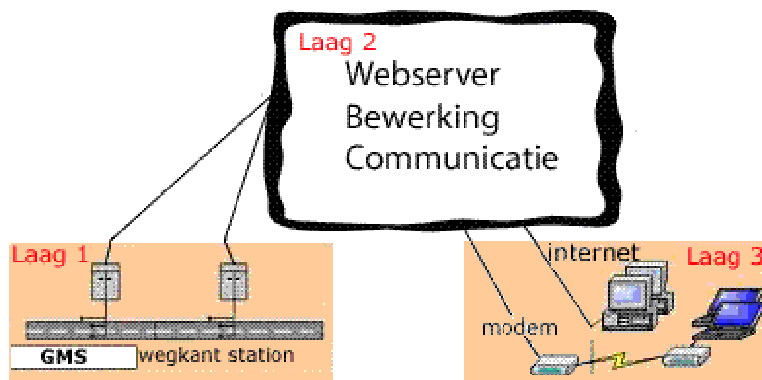 Laag 2
Webserver
Bewerking
Communicatie
Laag 1
GMS wegkant station
internet
Laag 3
modem